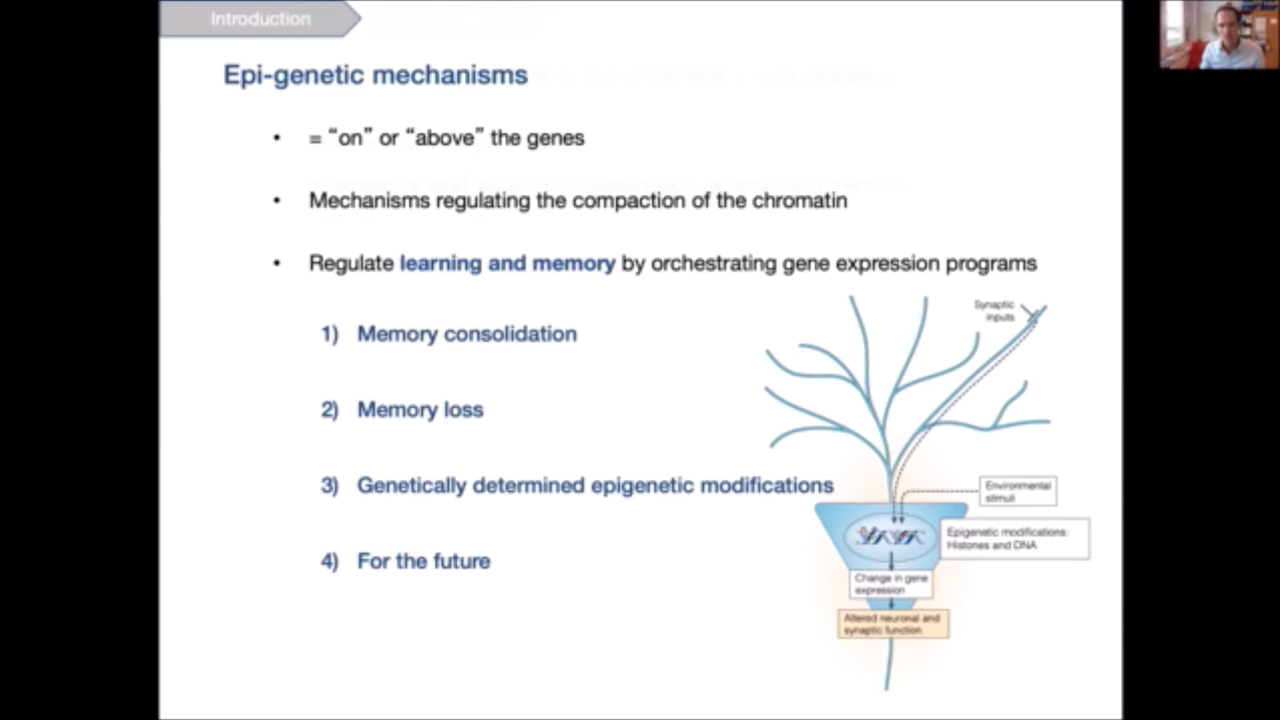 Introduction
Epi-genetic mechanisms
• = “on” or “above” the genes
• Mechanisms regulating the compaction of the chromatin
• Regulate learning and memory by orchestrating gene expression programs
1) Memory consolidation
2) Memory loss
3) Genetically determined epigenetic modifications
4) For the future
Synaptic
inputs
Environmental
stimuli
Epigenetic modifications:
Histones and DNA
Change in gene
expression
Altered neuronal and
synaptic function